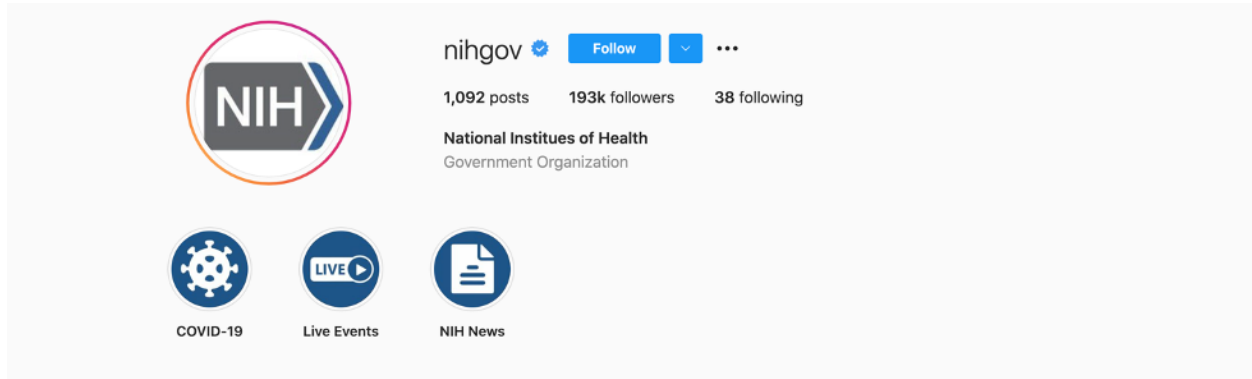 NIH
nihgov
Follow
1,092 posts 193k followers 38 following
National Institues of Health
Government Organization
LIVE
COVID-19 Live Events NIH News